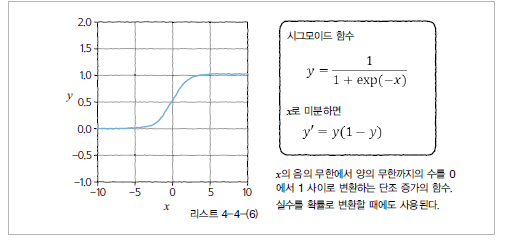 2.0
1.5
1.0
y 0.5
0.0
-0.5
-1.0
-10 -5 0 5 10
x
리스트 4-4-(6)
시그모이드 함수
y = 1 / (1 + exp(-x))
x로 미분하면
y' = y(1 - y)
x의 음의 무한에서 양의 무한까지의 수를 0
에서 1 사이로 변환하는 단조 증가의 함수.
실수를 확률로 변환할 때에도 사용된다.